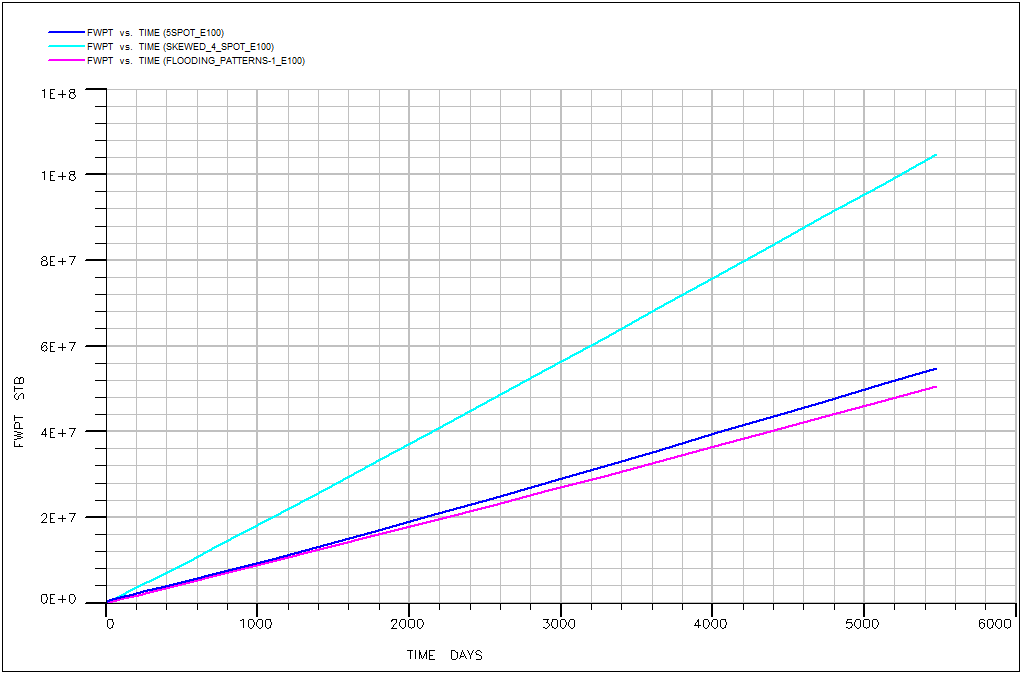 FWPT vs. TIME (5SPOT_E100)
FWPT vs. TIME (SKEWED_4_SPOT_E100)
FWPT vs. TIME (FLOODING_PATTERNS-1_E100)
1E+8
1E+8
8E+7
6E+7
4E+7
2E+7
0E+0
FWPT STB
0 1000 2000 3000 4000 5000 6000
TIME DAYS